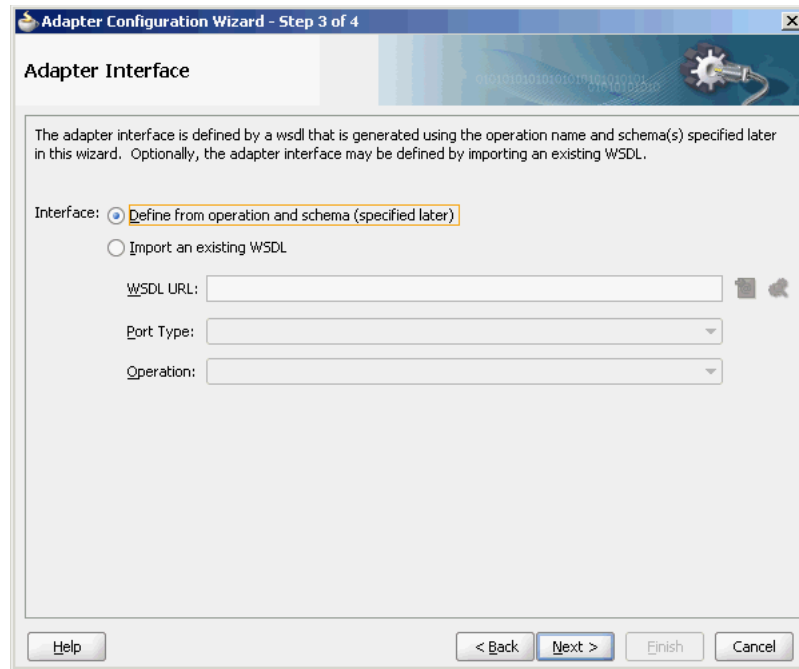 Adapter Configuration Wizard - Step 3 of 4
Adapter Interface
The adapter interface is defined by a wsdl that is generated using the operation name and schema(s) specified later
in this wizard. Optionally, the adapter interface may be defined by importing an existing WSDL.
Interface: Define from operation and schema (specified later)
Import an existing WSDL
WSDL URL:
Port Type:
Operation:
Help < Back Next > Finish Cancel